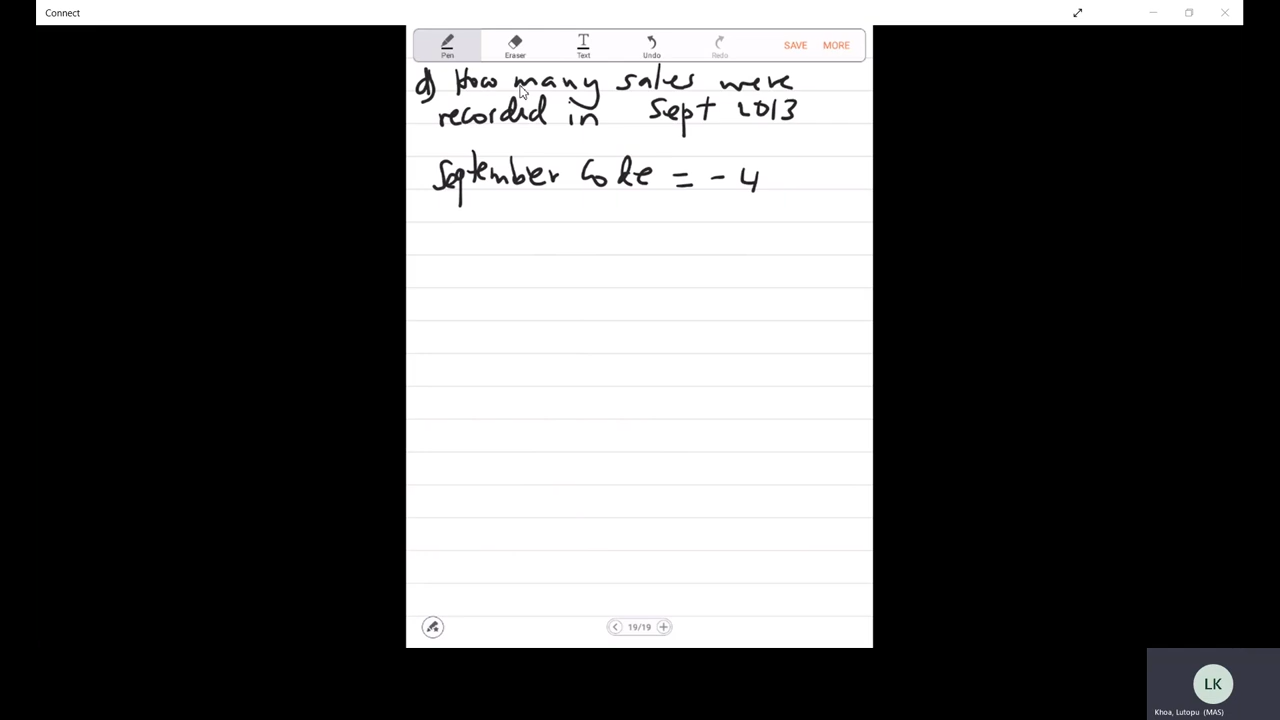 Connect
Pen Eraser Text Undo Redo SAVE MORE
d) How many sales were
recorded in Sept 2013
September Code = - 4
19/19
LK
Khoa, Lutopu (MAS)